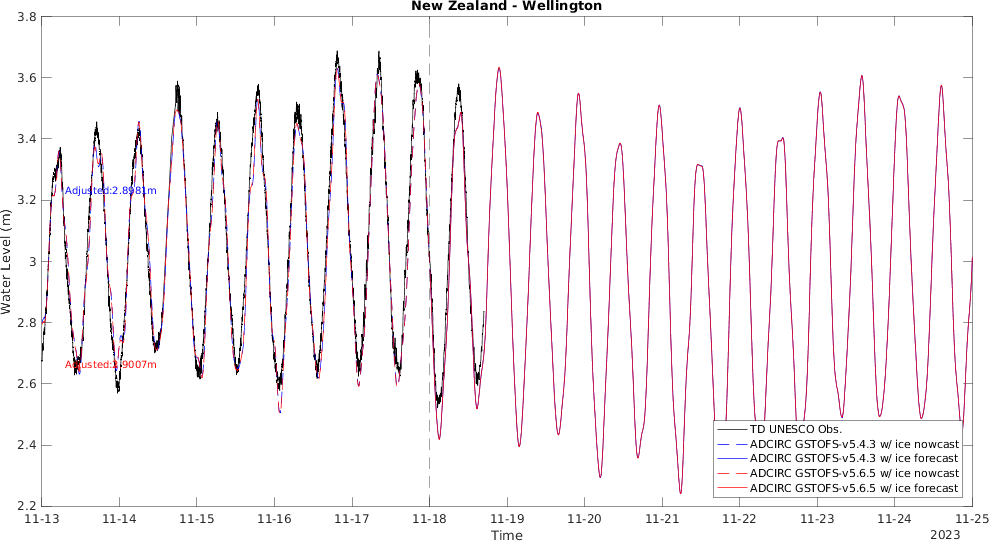 New Zealand - Wellington
3.8
3.6
3.4
3.2
3
2.8
2.6
2.4
2.2
Water Level (m)
Adjusted:2.8981m
TD UNESCO Obs.
ADCIRC GSTOFS-v5.4.3 w/ ice nowcast
ADCIRC GSTOFS-v5.4.3 w/ ice forecast
ADCIRC GSTOFS-v5.6.5 w/ ice nowcast
ADCIRC GSTOFS-v5.6.5 w/ ice forecast
11-13 11-14 11-15 11-16 11-17 11-18 11-19 11-20 11-21 11-22 11-23 11-24 11-25
Time
2023